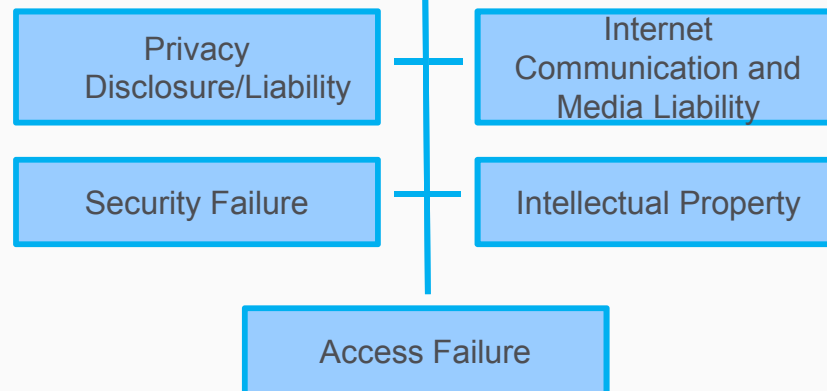 Privacy
Disclosure/Liability
Internet
Communication and
Media Liability
Security Failure
Intellectual Property
Access Failure